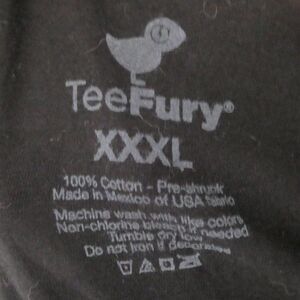 TeeFury®
XXXL
100% Cotton - Pre-shrunk
Made in Mexico of USA fabric
Machine wash with like colors
Non-chlorine bleach if needed
Tumble dry low
Do not iron if decorated